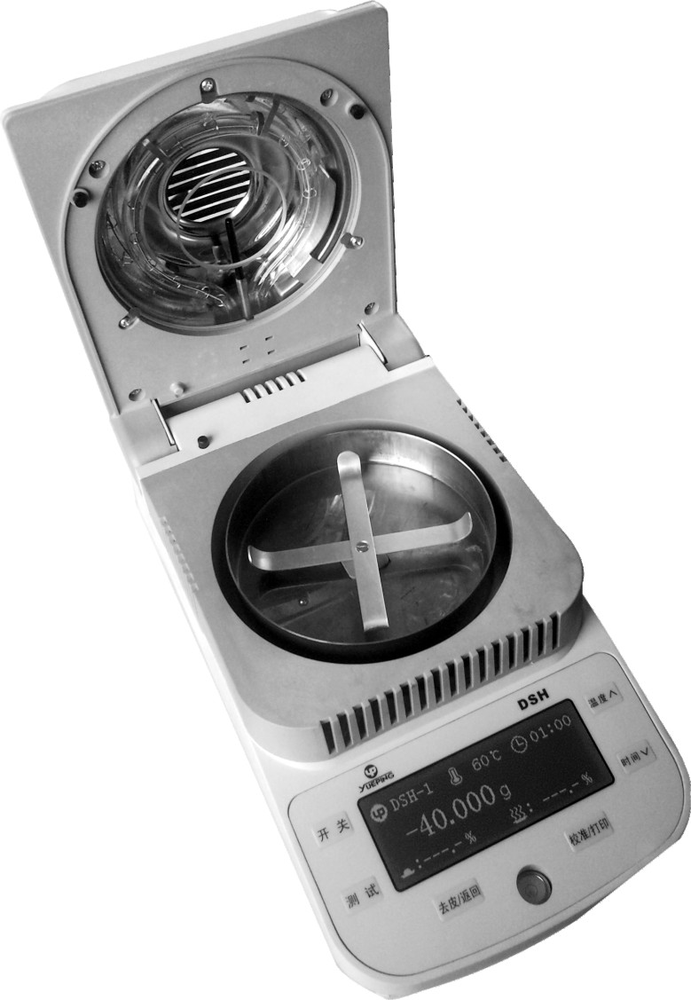 DSH
温度∧
YUEPING
DSH-1 60℃ 01:00
时间∨
-40.000g
开 关
:---.-% :---.-%
校准/打印
测 试
去皮/返回